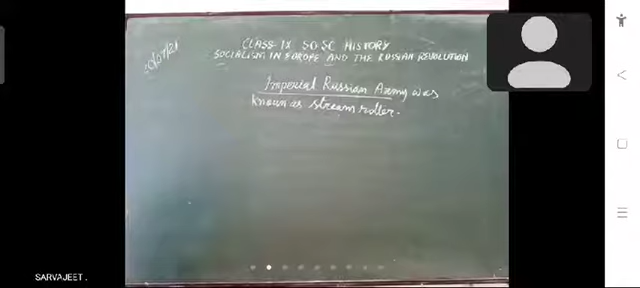 CLASS-IX SO.SC HISTORY
SOCIALISM IN EUROPE AND THE RUSSIAN REVOLUTION
Imperial Russian Army was
known as stream roller.
SARVAJEET .